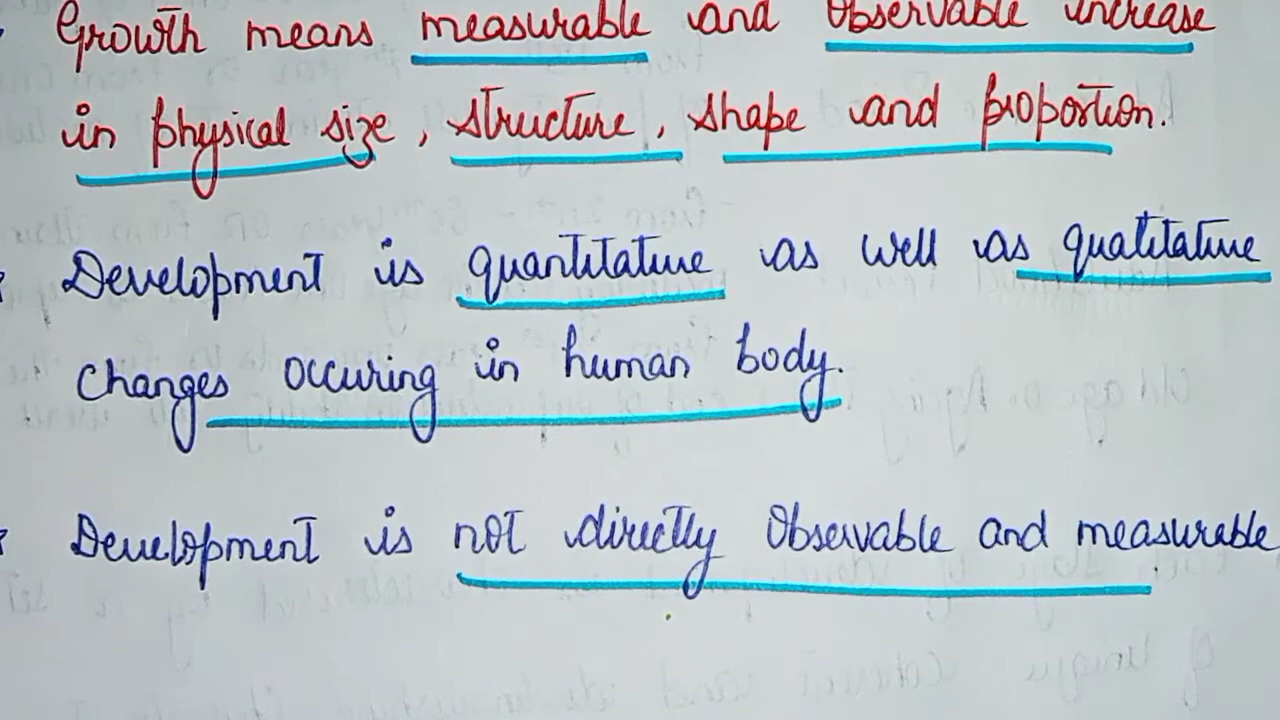 Growth means measurable and Observable increase
in physical size, structure, shape and proportion.
Development is quantitative as well as qualitative
changes occuring in human body.
Development is not directly Observable and measurable